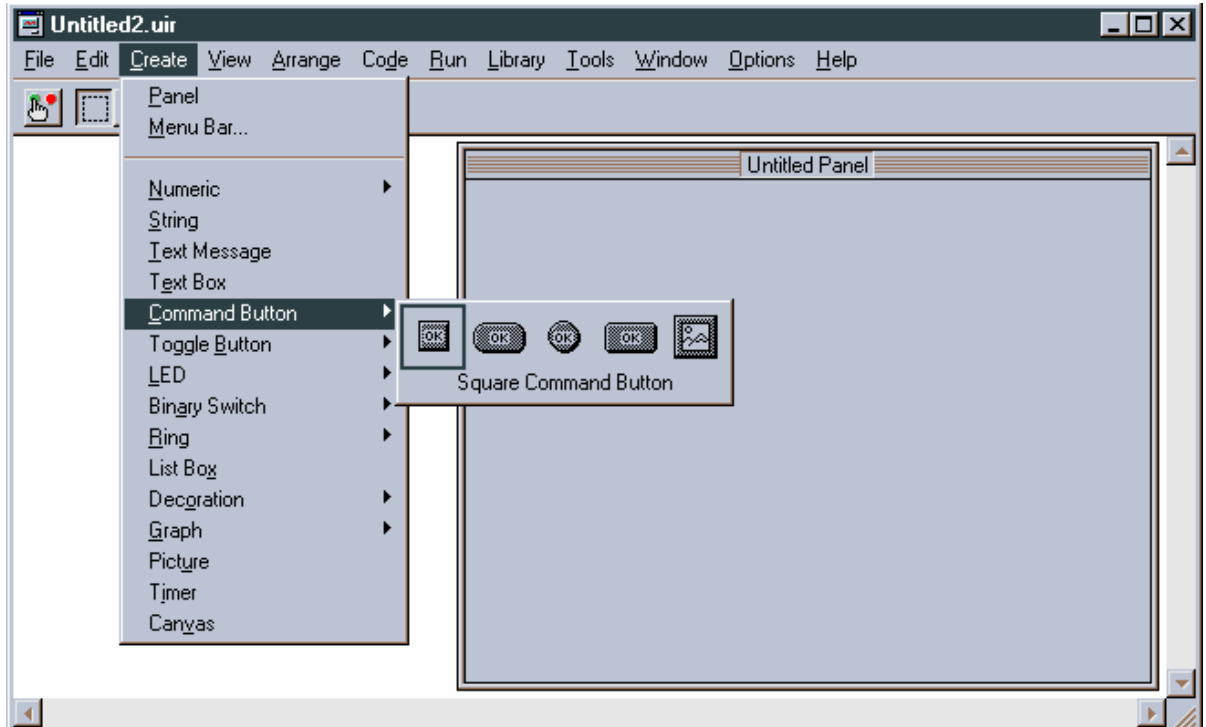 Untitled2.uir
File Edit Create View Arrange Code Run Library Tools Window Options Help
Panel
Menu Bar...
Untitled Panel
Numeric
String
Text Message
Text Box
Command Button
Toggle Button
OK OK OK OK
LED
Square Command Button
Binary Switch
Ring
List Box
Decoration
Graph
Picture
Timer
Canvas